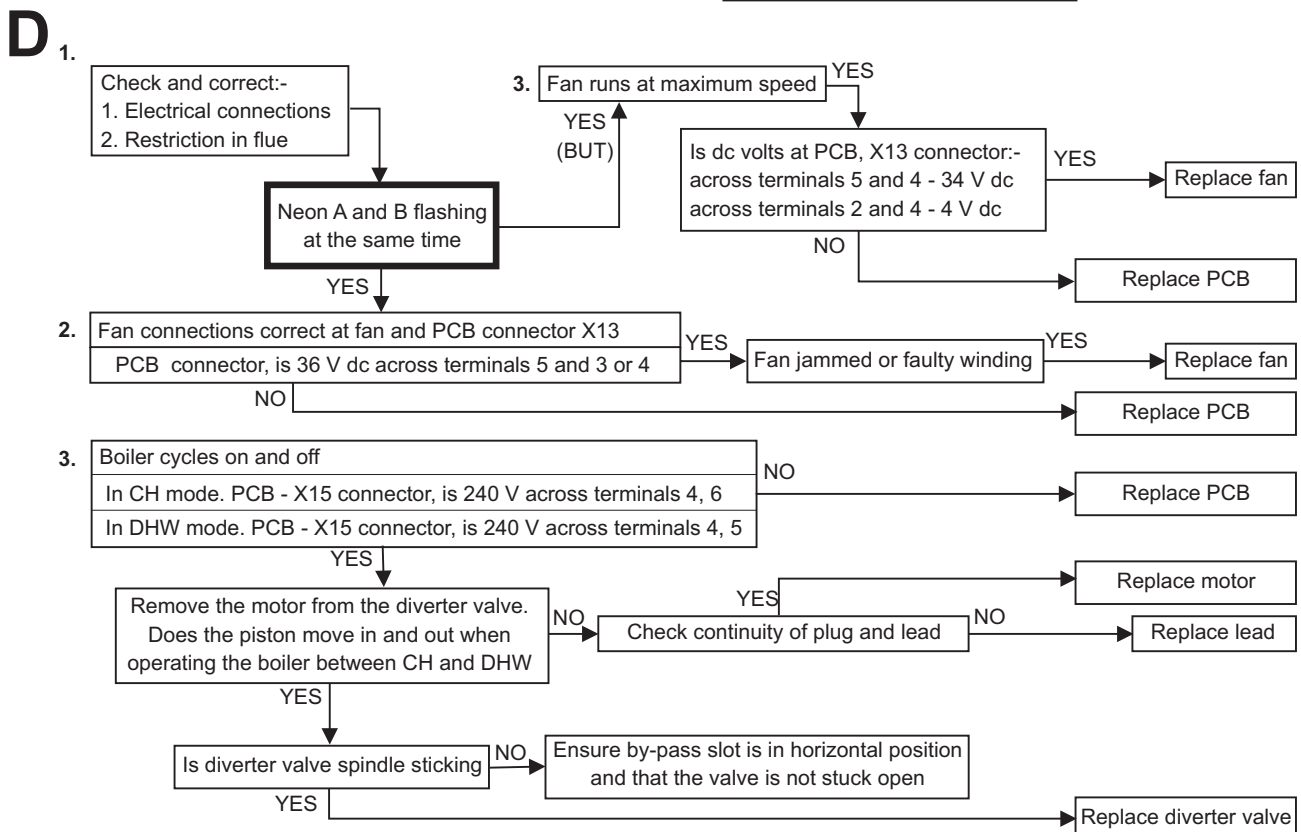 D
1.
Check and correct:-
1. Electrical connections
2. Restriction in flue
Neon A and B flashing
at the same time
YES
(BUT)
3.
Fan runs at maximum speed
YES
Is dc volts at PCB, X13 connector:-
across terminals 5 and 4 - 34 V dc
across terminals 2 and 4 - 4 V dc
YES
Replace fan
NO
Replace PCB
YES
2.
Fan connections correct at fan and PCB connector X13
PCB connector, is 36 V dc across terminals 5 and 3 or 4
YES
Fan jammed or faulty winding
YES
Replace fan
NO
Replace PCB
3.
Boiler cycles on and off
In CH mode. PCB - X15 connector, is 240 V across terminals 4, 6
In DHW mode. PCB - X15 connector, is 240 V across terminals 4, 5
NO
Replace PCB
YES
Remove the motor from the diverter valve.
Does the piston move in and out when
operating the boiler between CH and DHW
NO
Check continuity of plug and lead
YES
Replace motor
NO
Replace lead
YES
Is diverter valve spindle sticking
NO
Ensure by-pass slot is in horizontal position
and that the valve is not stuck open
YES
Replace diverter valve